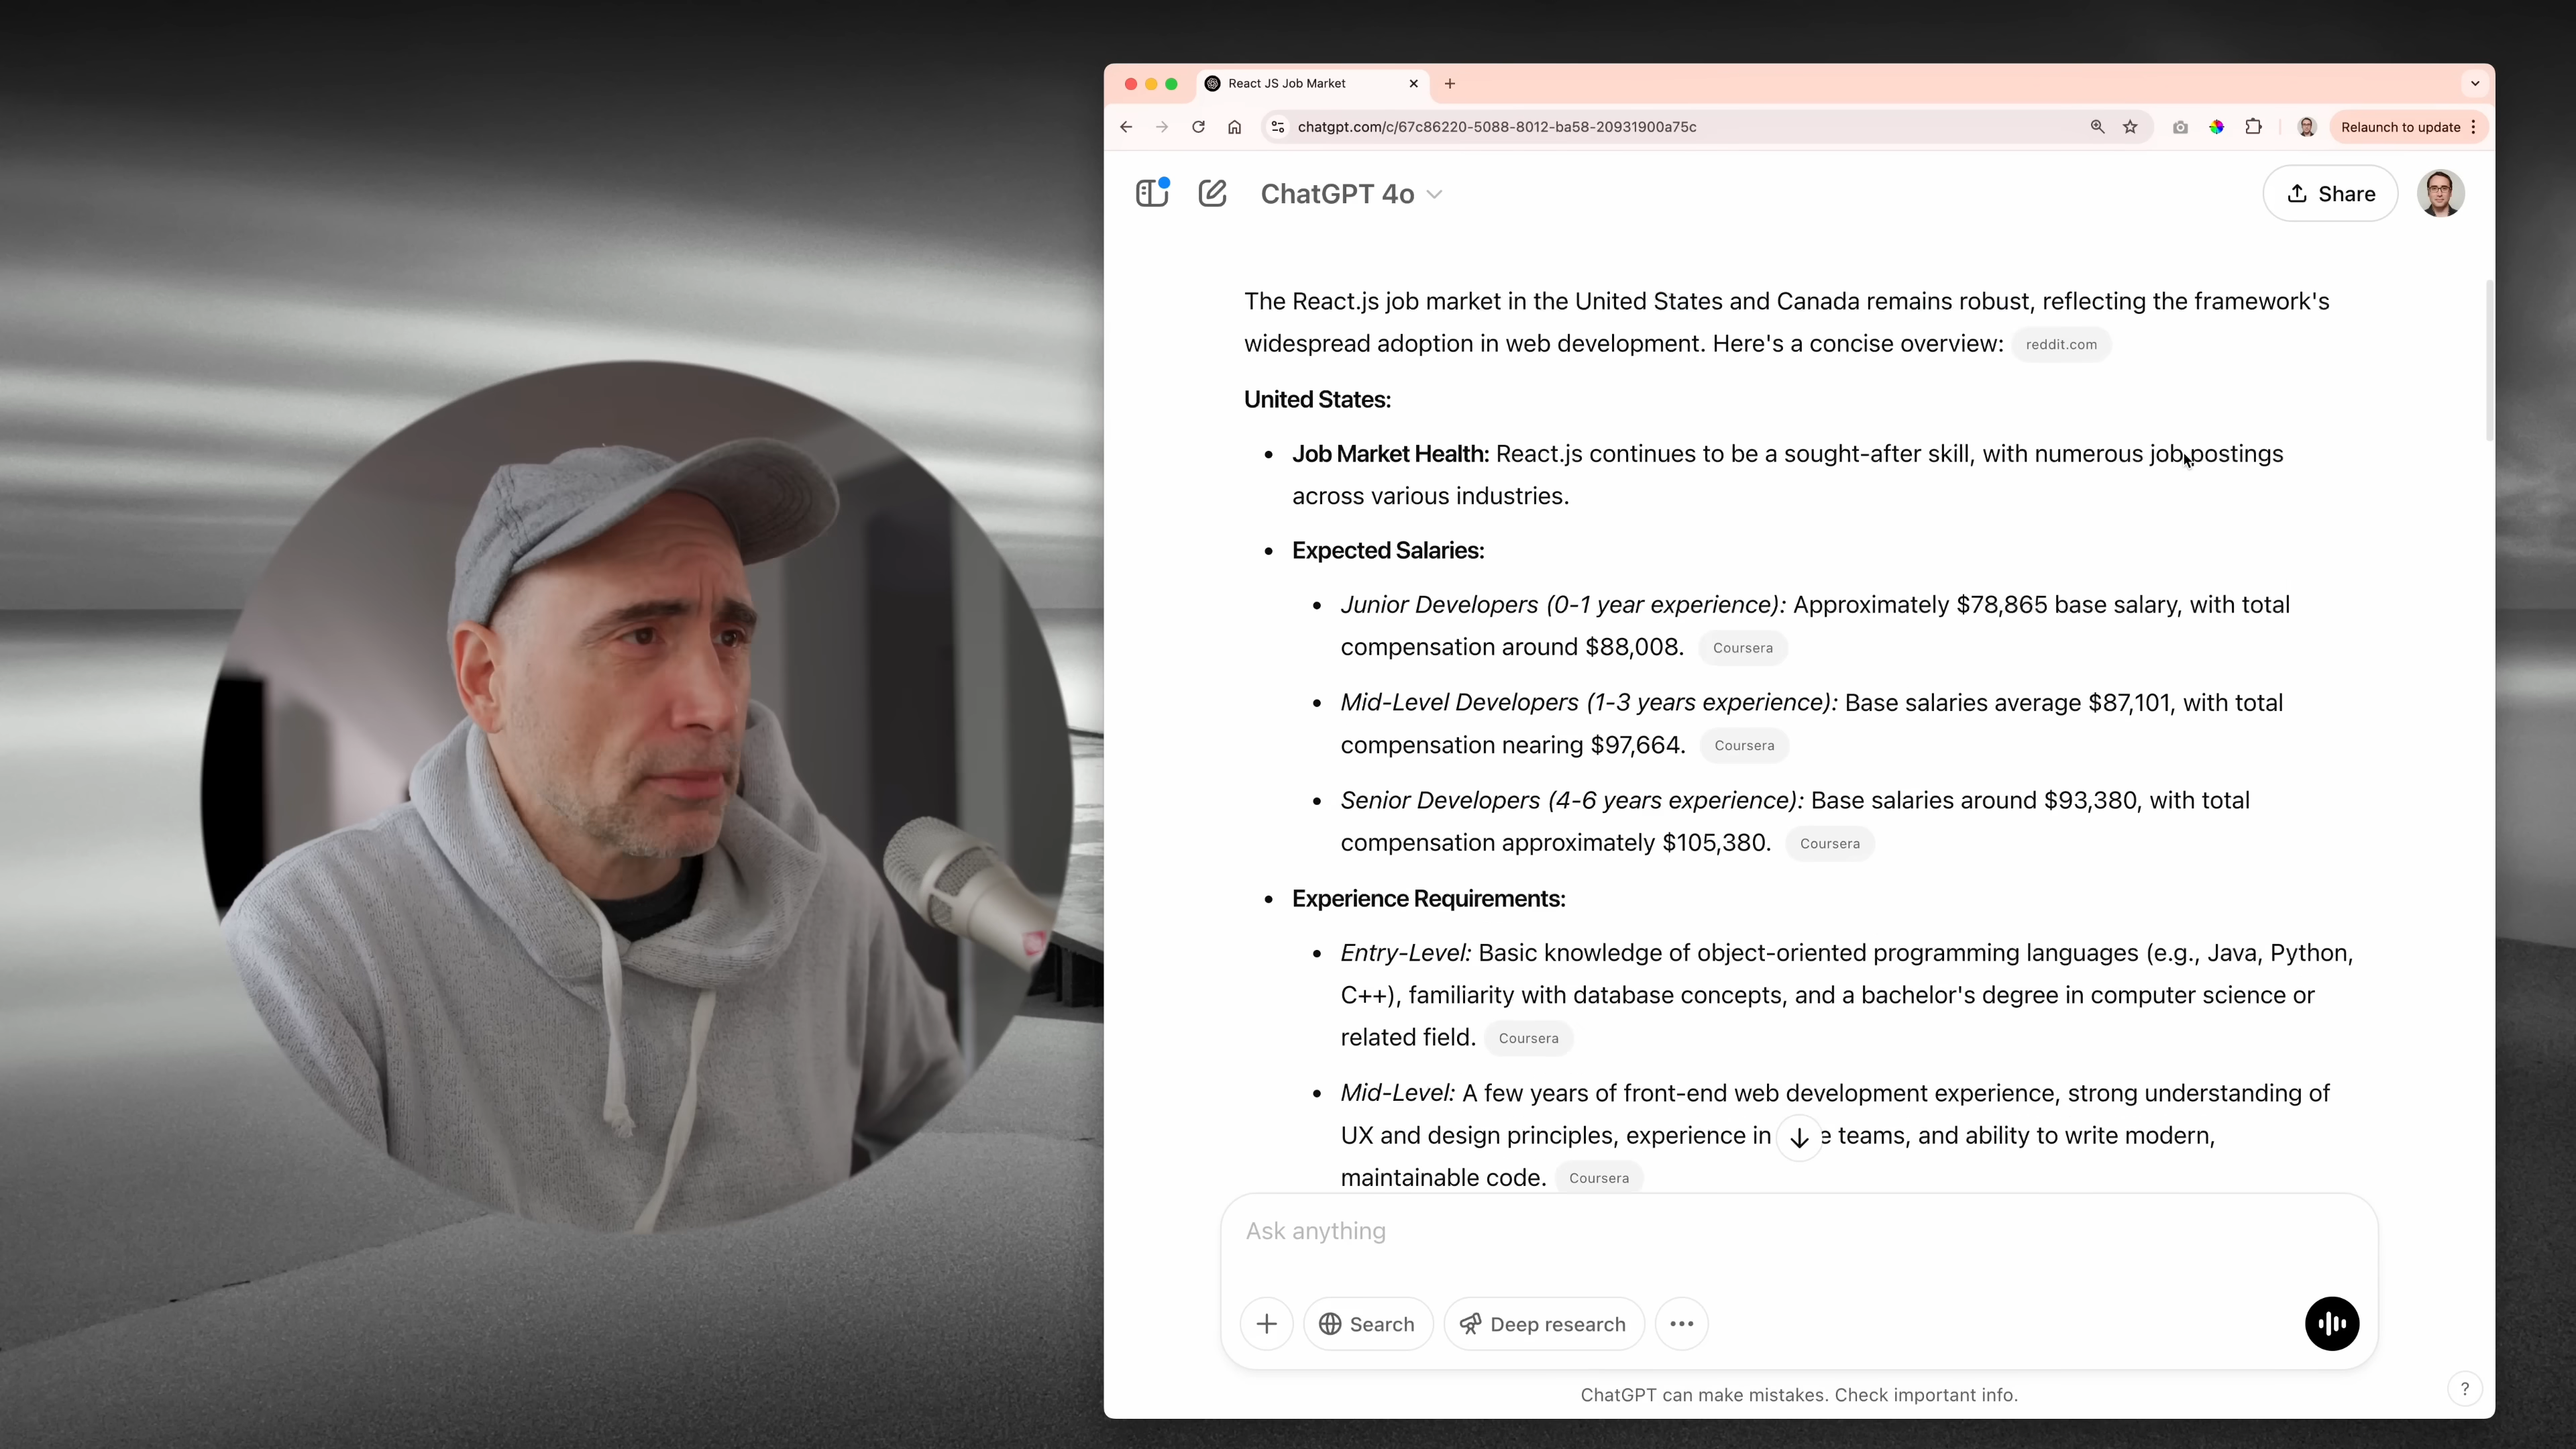 React JS Job Market
chatgpt.com/c/67c86220-5088-8012-ba58-20931900a75c
Relaunch to update
ChatGPT 4o
Share
The React.js job market in the United States and Canada remains robust, reflecting the framework's
widespread adoption in web development. Here's a concise overview: reddit.com
United States:
• Job Market Health: React.js continues to be a sought-after skill, with numerous job postings
across various industries.
• Expected Salaries:
• Junior Developers (0-1 year experience): Approximately $78,865 base salary, with total
compensation around $88,008. Coursera
• Mid-Level Developers (1-3 years experience): Base salaries average $87,101, with total
compensation nearing $97,664. Coursera
• Senior Developers (4-6 years experience): Base salaries around $93,380, with total
compensation approximately $105,380. Coursera
• Experience Requirements:
• Entry-Level: Basic knowledge of object-oriented programming languages (e.g., Java, Python,
C++), familiarity with database concepts, and a bachelor's degree in computer science or
related field. Coursera
• Mid-Level: A few years of front-end web development experience, strong understanding of
UX and design principles, experience in e teams, and ability to write modern,
maintainable code. Coursera
Ask anything
Search
Deep research
ChatGPT can make mistakes. Check important info.
?